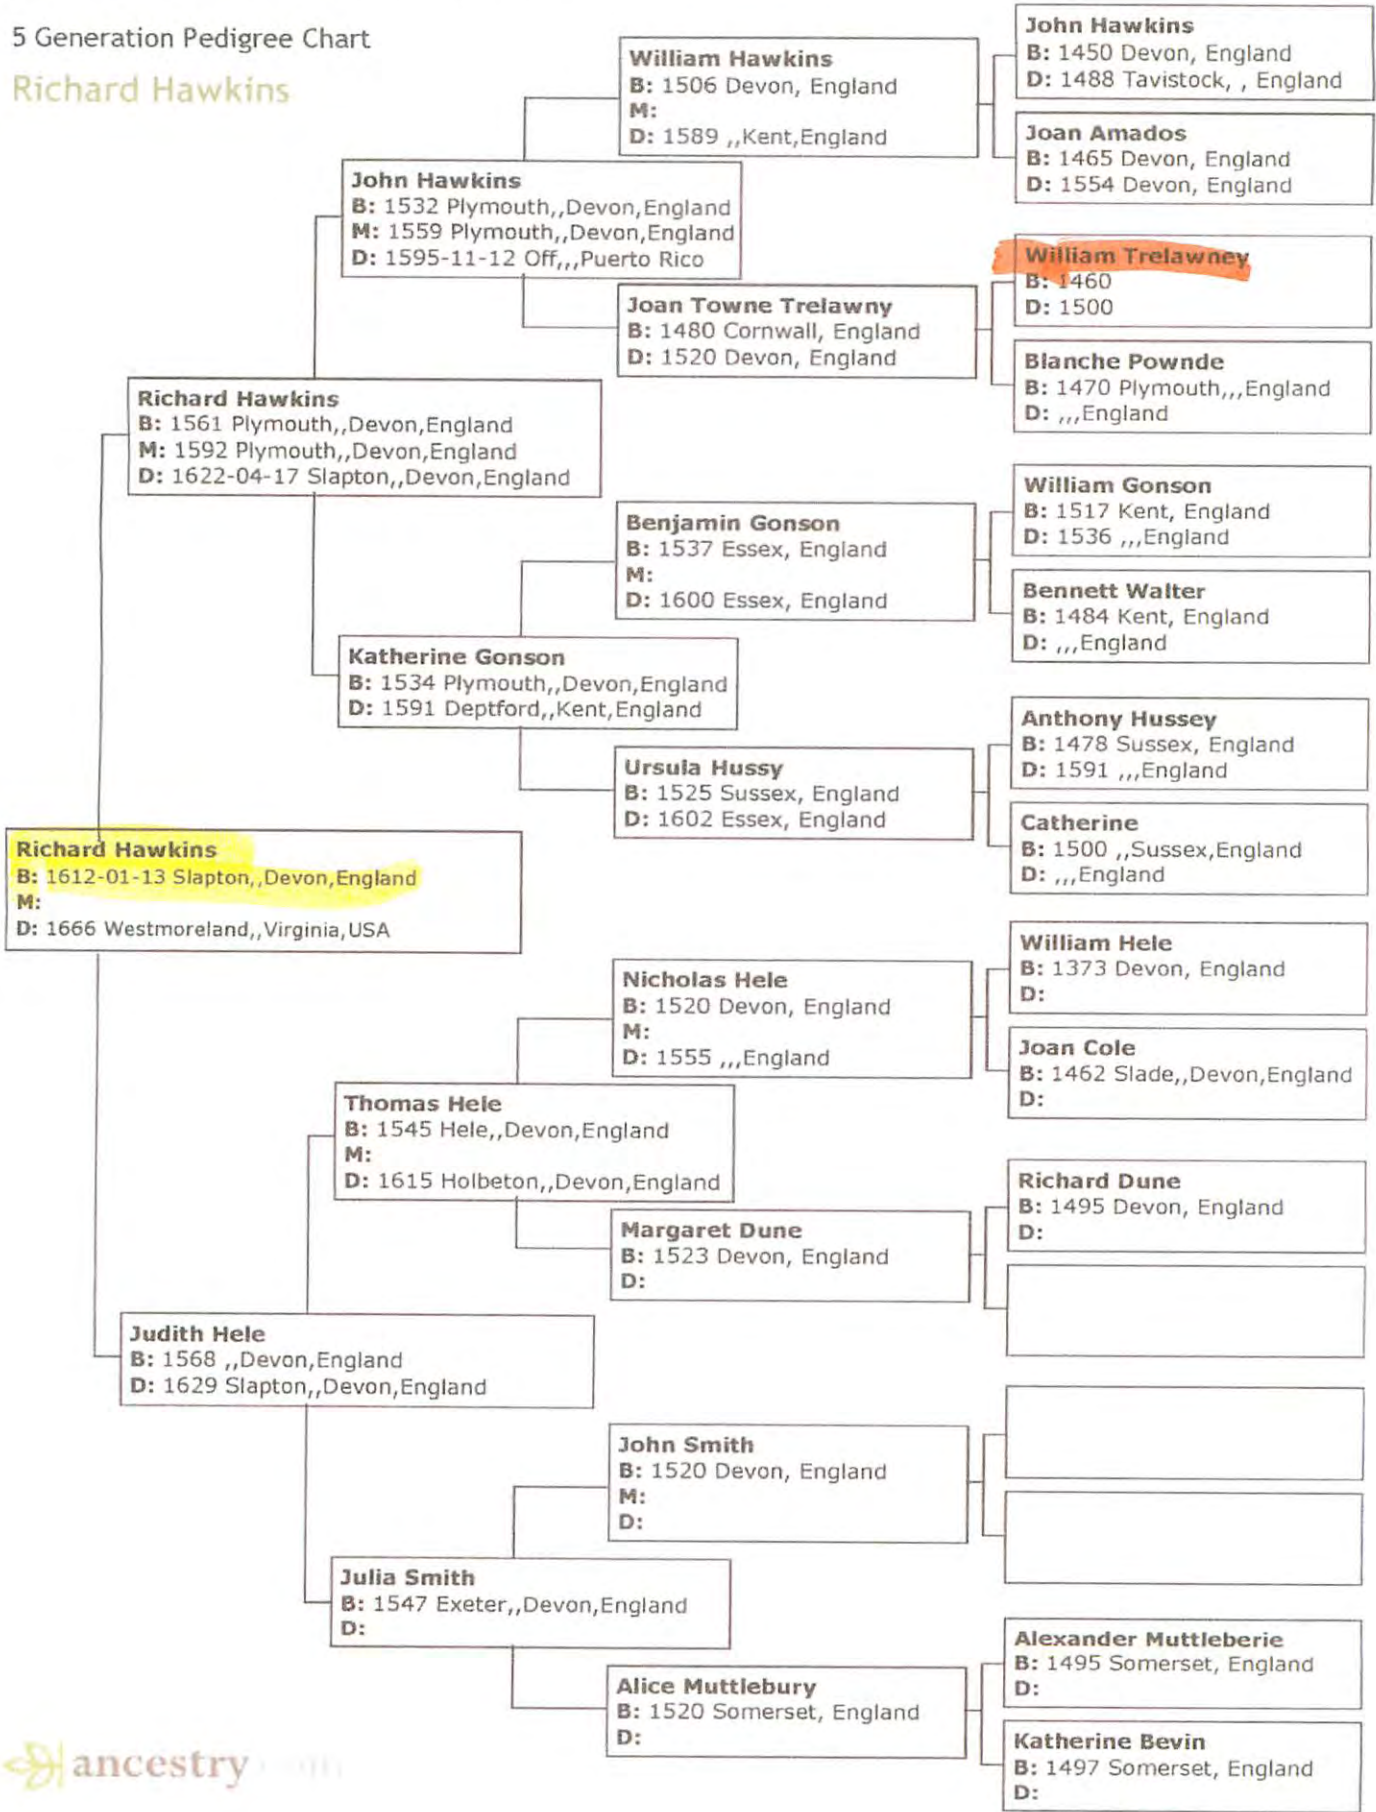 5 Generation Pedigree Chart
Richard Hawkins
John Hawkins
B: 1450 Devon, England
D: 1488 Tavistock, , England
William Hawkins
B: 1506 Devon, England
M:
D: 1589 ,,Kent,England
Joan Amados
B: 1465 Devon, England
D: 1554 Devon, England
John Hawkins
B: 1532 Plymouth,,Devon,England
M: 1559 Plymouth,,Devon,England
D: 1595-11-12 Off,,,Puerto Rico
William Trelawney
B: 1460
D: 1500
Joan Towne Trelawny
B: 1480 Cornwall, England
D: 1520 Devon, England
Blanche Pownde
B: 1470 Plymouth,,,England
D: ,,,England
Richard Hawkins
B: 1561 Plymouth,,Devon,England
M: 1592 Plymouth,,Devon,England
D: 1622-04-17 Slapton,,Devon,England
William Gonson
B: 1517 Kent, England
D: 1536 ,,,England
Benjamin Gonson
B: 1537 Essex, England
M:
D: 1600 Essex, England
Bennett Walter
B: 1484 Kent, England
D: ,,,England
Katherine Gonson
B: 1534 Plymouth,,Devon,England
D: 1591 Deptford,,Kent,England
Anthony Hussey
B: 1478 Sussex, England
D: 1591 ,,,England
Ursula Hussy
B: 1525 Sussex, England
D: 1602 Essex, England
Catherine
B: 1500 ,,Sussex,England
D: ,,,England
Richard Hawkins
B: 1612-01-13 Slapton,,Devon,England
M:
D: 1666 Westmoreland,,Virginia,USA
William Hele
B: 1373 Devon, England
D:
Nicholas Hele
B: 1520 Devon, England
M:
D: 1555 ,,,England
Joan Cole
B: 1462 Slade,,Devon,England
D:
Thomas Hele
B: 1545 Hele,,Devon,England
M:
D: 1615 Holbeton,,Devon,England
Richard Dune
B: 1495 Devon, England
D:
Margaret Dune
B: 1523 Devon, England
D:
Judith Hele
B: 1568 ,,Devon,England
D: 1629 Slapton,,Devon,England
John Smith
B: 1520 Devon, England
M:
D:
Julia Smith
B: 1547 Exeter,,Devon,England
D:
Alexander Muttleberie
B: 1495 Somerset, England
D:
Alice Muttlebury
B: 1520 Somerset, England
D:
Katherine Bevin
B: 1497 Somerset, England
D:
ancestry